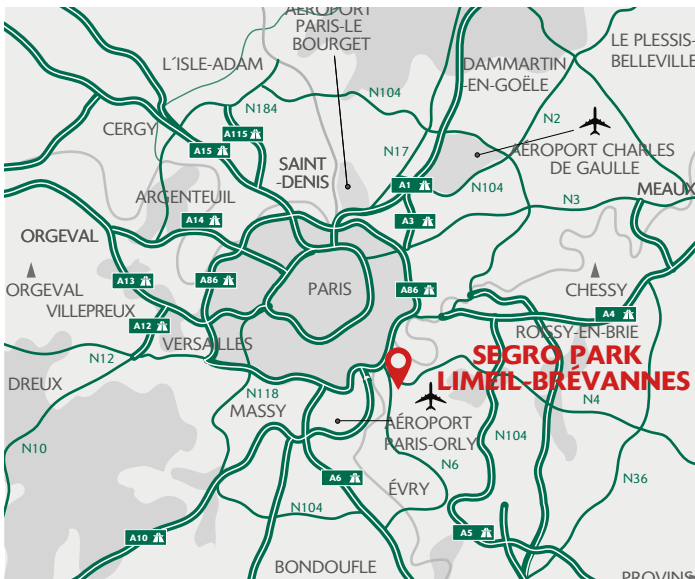 AÉROPORT
PARIS-LE
BOURGET
LE PLESSIS-
BELLEVILLE
L´ISLE-ADAM
DAMMARTIN
-EN-GOËLE
N104
N184
N2
CERGY
A115
A15
N17
AÉROPORT CHARLES
DE GAULLE
SAINT
-DENIS
A1
N104
MEAUX
ARGENTEUIL
N3
A14
A3
ORGEVAL
A13
A86
PARIS
A86
ORGEVAL
CHESSY
VILLEPREUX
A4
A12
ROISSY-EN-BRIE
VERSAILLES
N12
SEGRO PARK
LIMEIL-BRÉVANNES
DREUX
N118
N4
MASSY
AÉROPORT
PARIS-ORLY
N104
N10
N6
A6
N36
ÉVRY
N104
A10
A5
BONDOUFLE
PROVINS